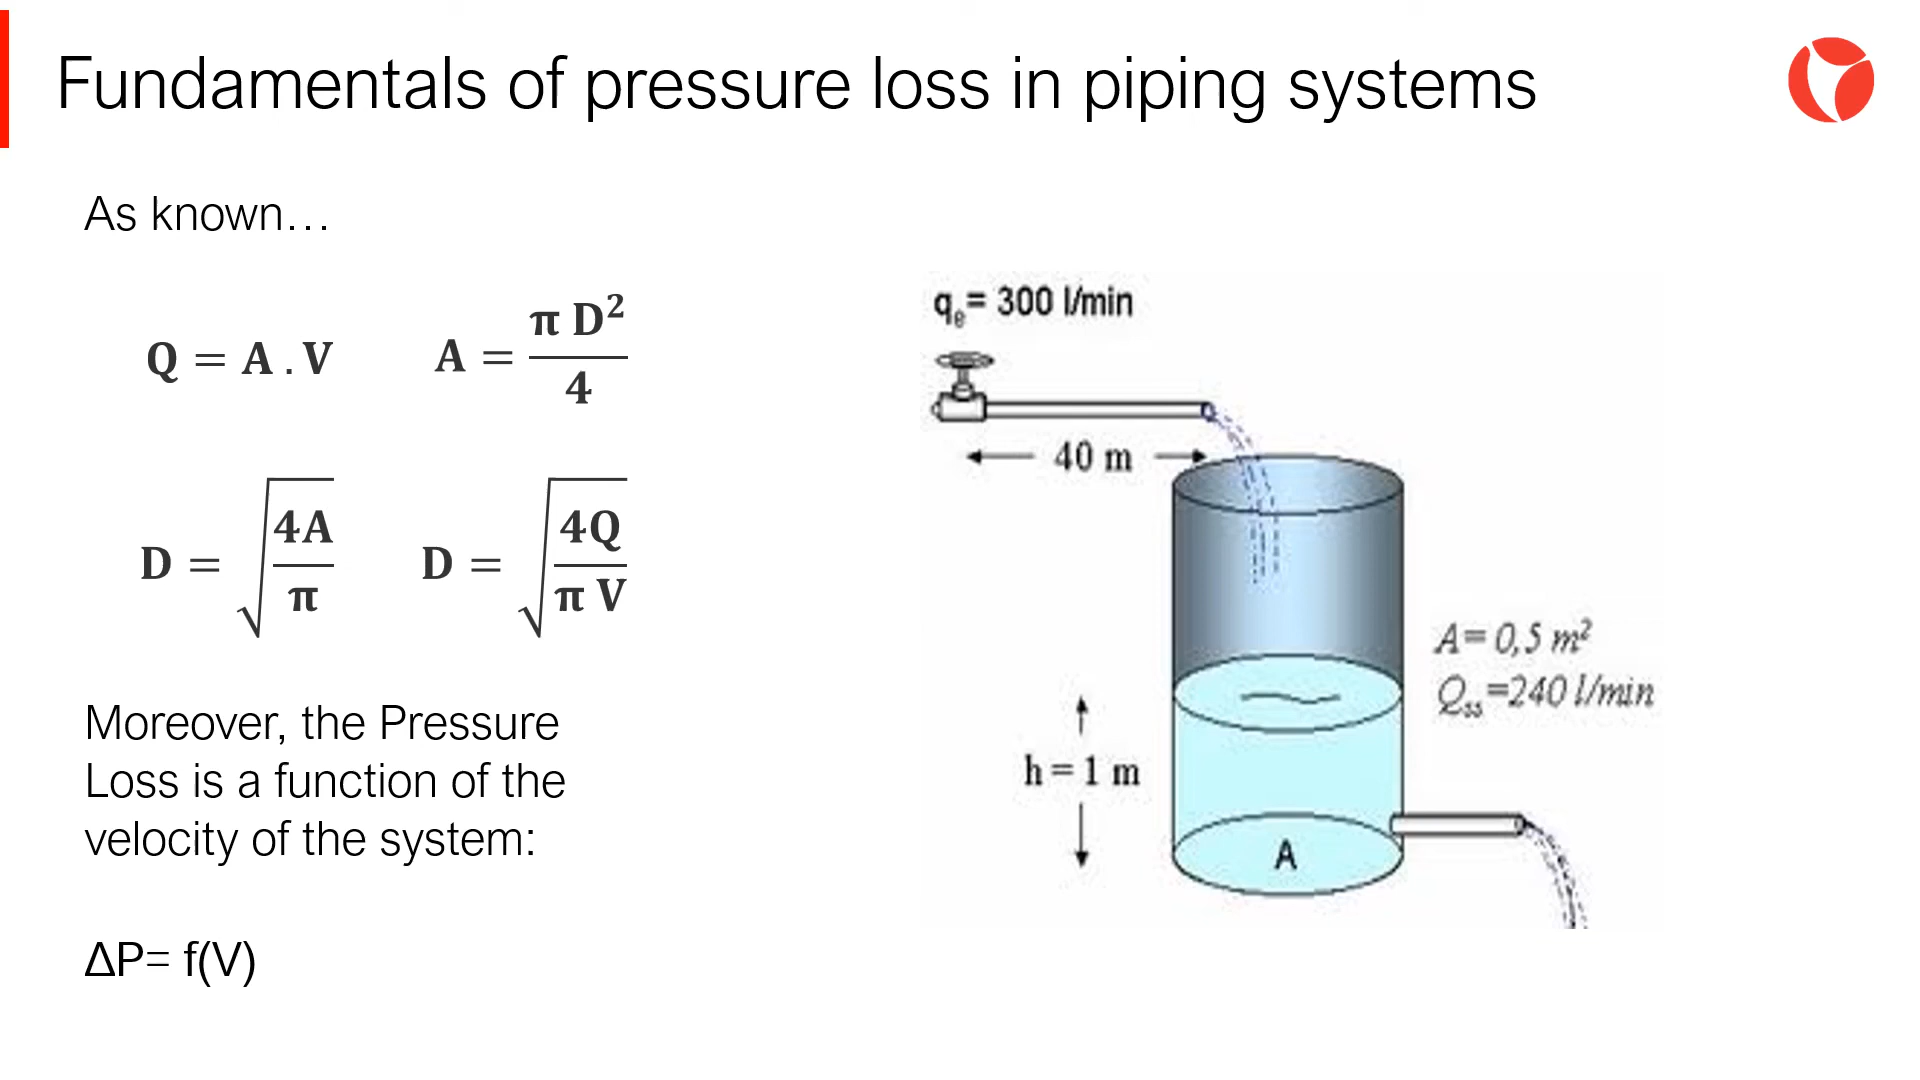 Fundamentals of pressure loss in piping systems
As known…
Q = A . V
A = π D² / 4
D = √(4A / π)
D = √(4Q / π V)
Moreover, the Pressure
Loss is a function of the
velocity of the system:
ΔP= f(V)
qₑ= 300 l/min
40 m
A= 0,5 m²
Qₛₛ=240 l/min
h = 1 m
A